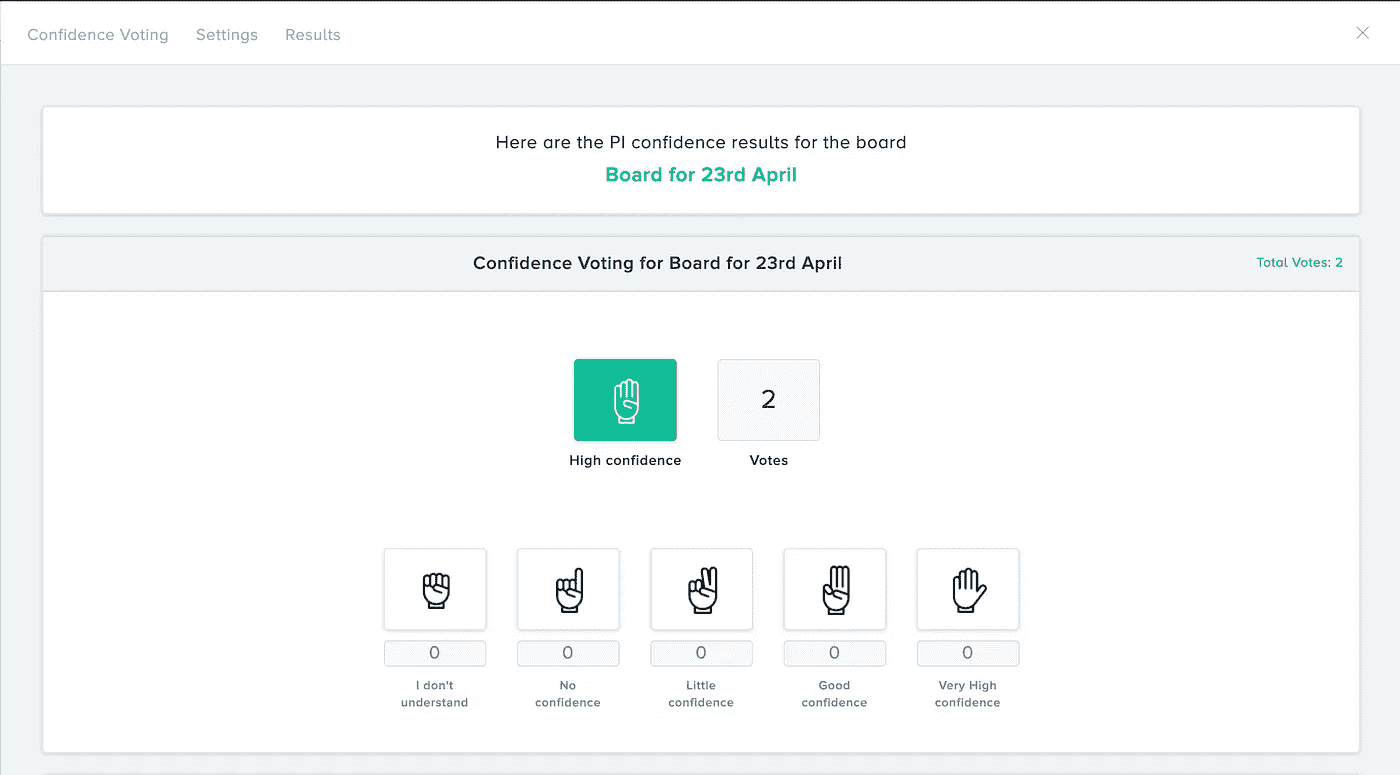 Confidence Voting Settings Results
Here are the PI confidence results for the board
Board for 23rd April
Confidence Voting for Board for 23rd April
Total Votes: 2
2
High confidence
Votes
0 0 0 0 0
I don't understand
No confidence
Little confidence
Good confidence
Very High confidence